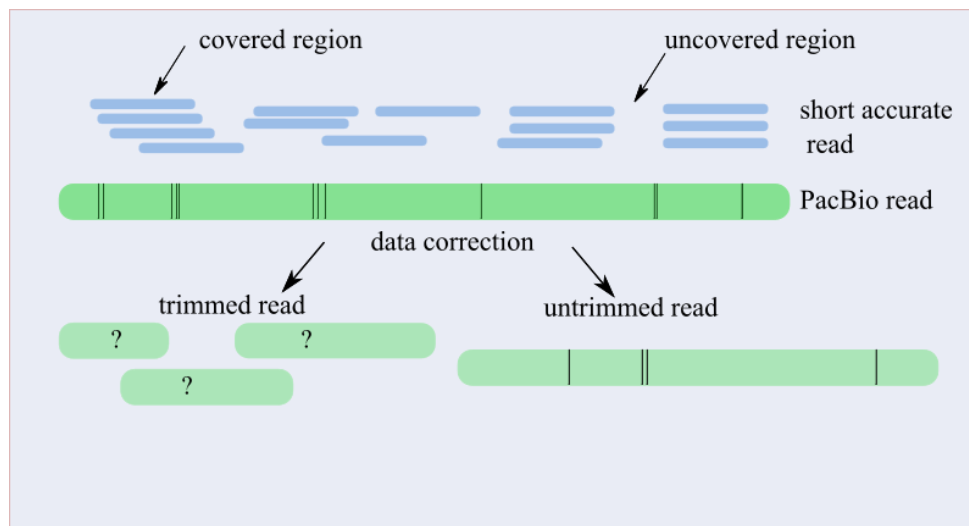 covered region
uncovered region
short accurate
read
PacBio read
data correction
trimmed read
untrimmed read
?
?
?